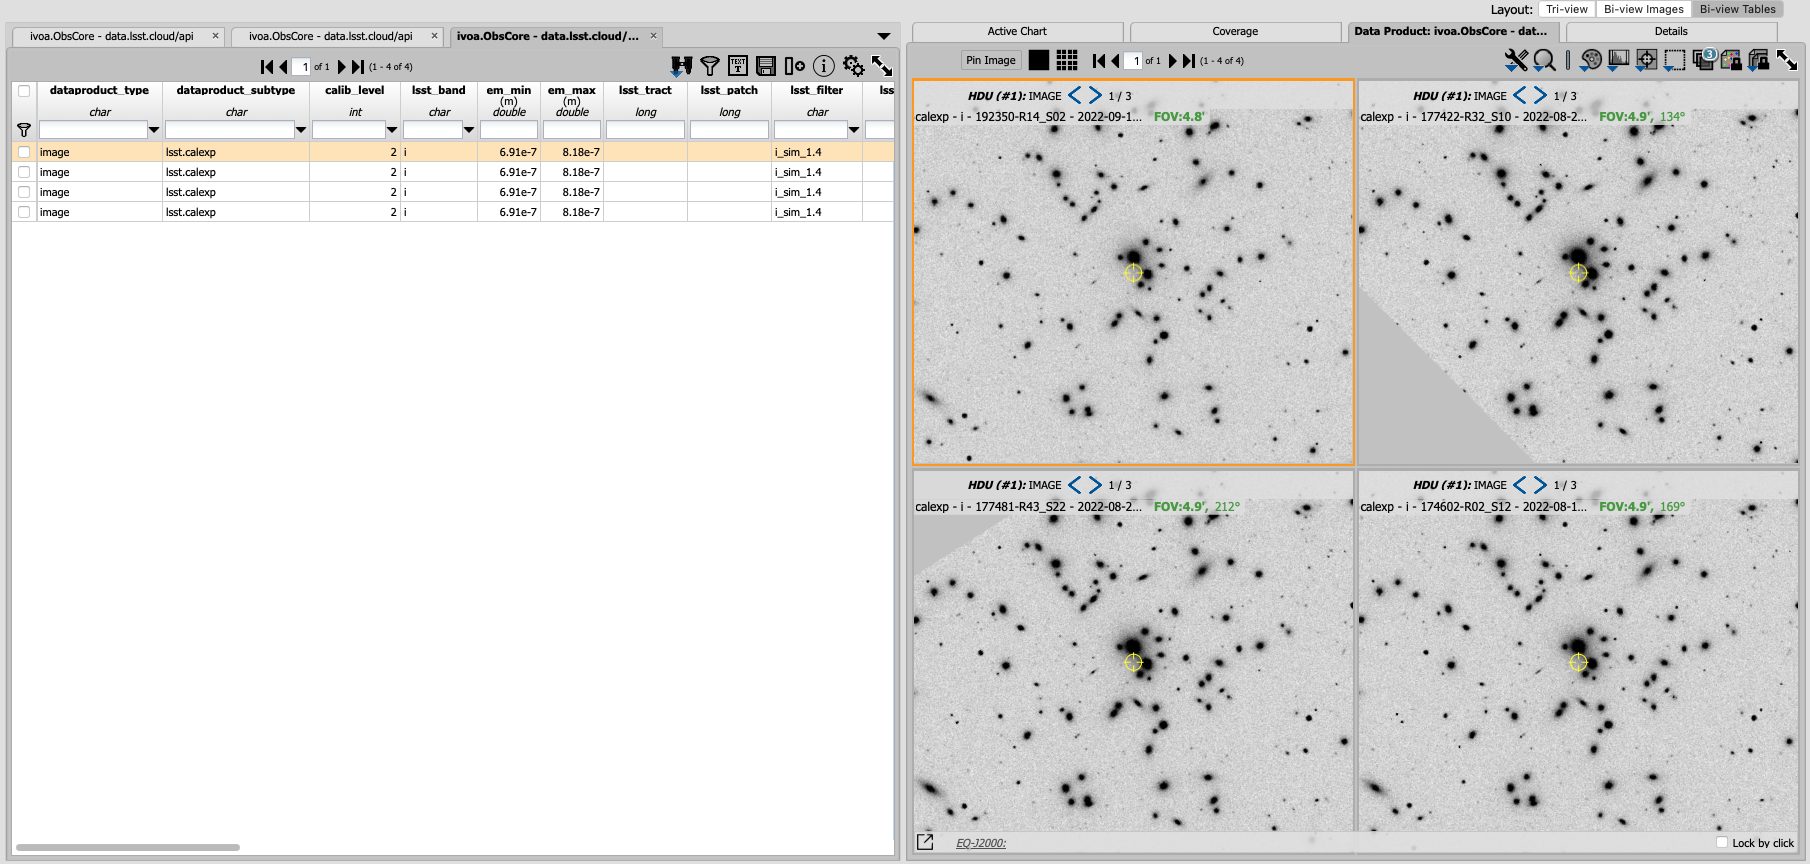 Layout: Tri-view Bi-view Images Bi-view Tables
ivoa.ObsCore - data.lsst.cloud/api × ivoa.ObsCore - data.lsst.cloud/api × ivoa.ObsCore - data.lsst.cloud/... ×
1 of 1 (1 - 4 of 4)
TEXT
T
i
dataproduct_type dataproduct_subtype calib_level lsst_band em_min em_max lsst_tract lsst_patch lsst_filter lss
(m) (m)
char char int char double double long long char
image lsst.calexp 2 i 6.91e-7 8.18e-7 i_sim_1.4
image lsst.calexp 2 i 6.91e-7 8.18e-7 i_sim_1.4
image lsst.calexp 2 i 6.91e-7 8.18e-7 i_sim_1.4
image lsst.calexp 2 i 6.91e-7 8.18e-7 i_sim_1.4
Active Chart Coverage Data Product: ivoa.ObsCore - dat... Details
Pin Image 1 of 1 (1 - 4 of 4) 3
HDU (#1): IMAGE 1 / 3
calexp - i - 192350-R14_S02 - 2022-09-1... FOV:4.8'
HDU (#1): IMAGE 1 / 3
calexp - i - 177422-R32_S10 - 2022-08-2... FOV:4.9', 134°
HDU (#1): IMAGE 1 / 3
calexp - i - 177481-R43_S22 - 2022-08-2... FOV:4.9', 212°
HDU (#1): IMAGE 1 / 3
calexp - i - 174602-R02_S12 - 2022-08-1... FOV:4.9', 169°
EQ-J2000: Lock by click